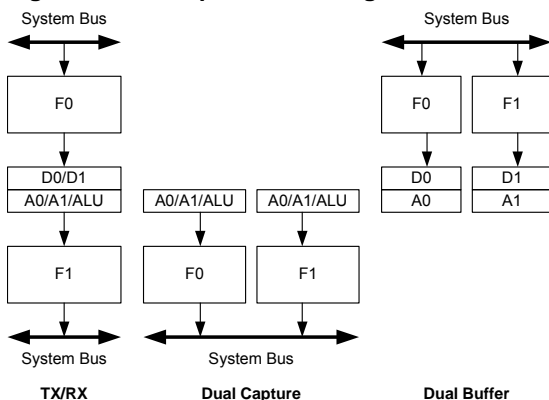 System Bus
System Bus
F0
F0
F1
D0/D1
D0
D1
A0/A1/ALU
A0/A1/ALU
A0/A1/ALU
A0
A1
F1
F0
F1
System Bus
System Bus
TX/RX
Dual Capture
Dual Buffer